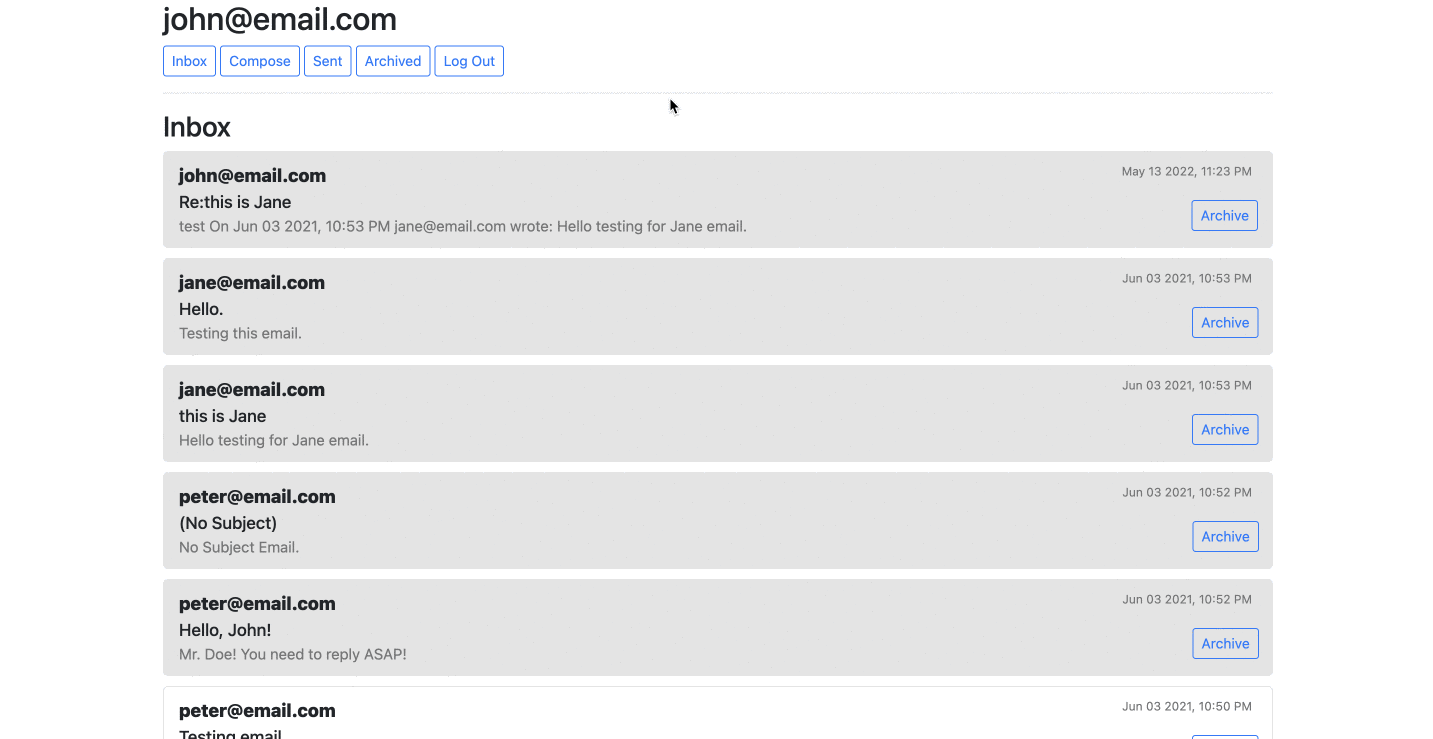 john@email.com
Inbox Compose Sent Archived Log Out
Inbox
john@email.com May 13 2022, 11:23 PM
Re:this is Jane
test On Jun 03 2021, 10:53 PM jane@email.com wrote: Hello testing for Jane email. Archive
jane@email.com Jun 03 2021, 10:53 PM
Hello.
Testing this email. Archive
jane@email.com Jun 03 2021, 10:53 PM
this is Jane
Hello testing for Jane email. Archive
peter@email.com Jun 03 2021, 10:52 PM
(No Subject)
No Subject Email. Archive
peter@email.com Jun 03 2021, 10:52 PM
Hello, John!
Mr. Doe! You need to reply ASAP! Archive
peter@email.com Jun 03 2021, 10:50 PM
Testing email